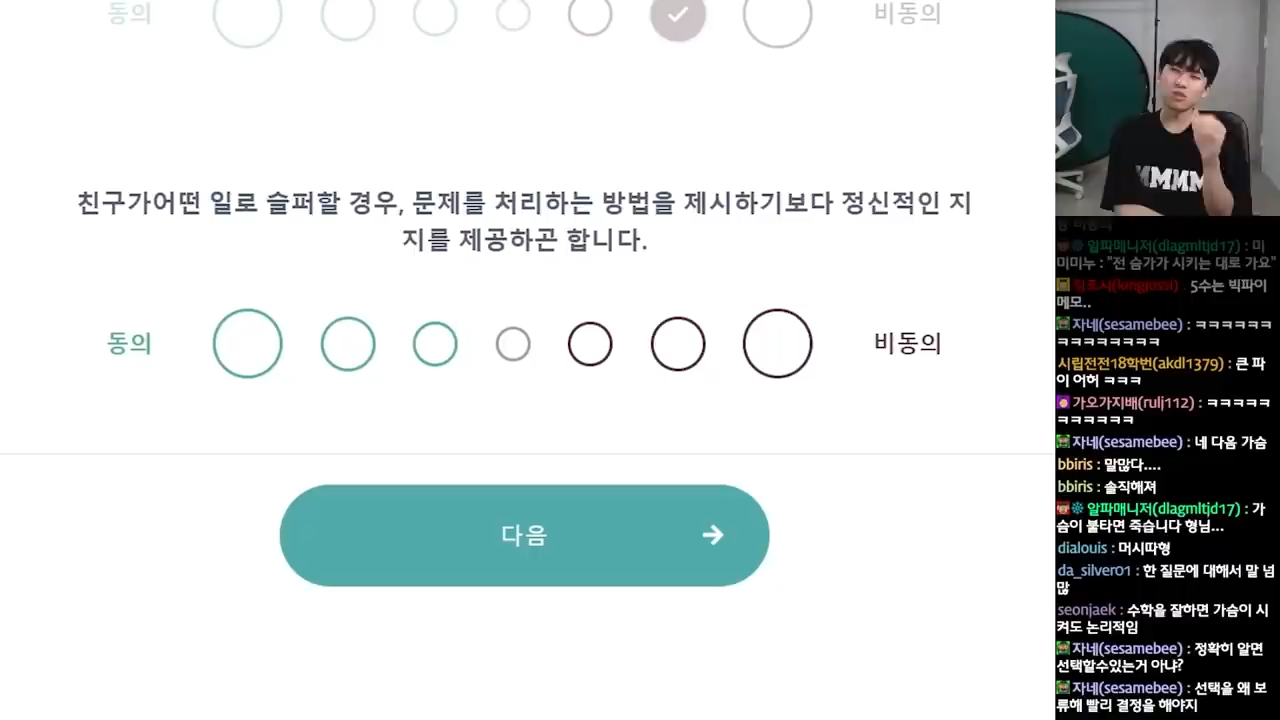 동의
비동의
친구가어떤 일로 슬퍼할 경우, 문제를 처리하는 방법을 제시하기보다 정신적인 지
지를 제공하곤 합니다.
동의
비동의
다음
MMMM
알파매니저(dlagmltjd17) : 미
미미누 : "전 슴가가 시키는 대로 가요"
5수는 빅파이
메모..
자네(sesamebee) : ㅋㅋㅋㅋㅋㅋ
ㅋㅋㅋㅋㅋㅋㅋㅋ
시립전전18학번(akdl1379) : 큰 파
이 어허 ㅋㅋㅋ
가오가지배(rulj112) : ㅋㅋㅋㅋㅋ
ㅋㅋㅋㅋㅋㅋ
자네(sesamebee) : 네 다음 가슴
bbiris : 말많다....
bbiris : 솔직해져
알파매니저(dlagmltjd17) : 가
슴이 불타면 죽습니다 형님...
dialouis : 머시따형
da_silver01 : 한 질문에 대해서 말 넘
많
seonjaek : 수학을 잘하면 가슴이 시
켜도 논리적임
자네(sesamebee) : 정확히 알면
선택할수있는거 아냐?
자네(sesamebee) : 선택을 왜 보
류해 빨리 결정을 해야지